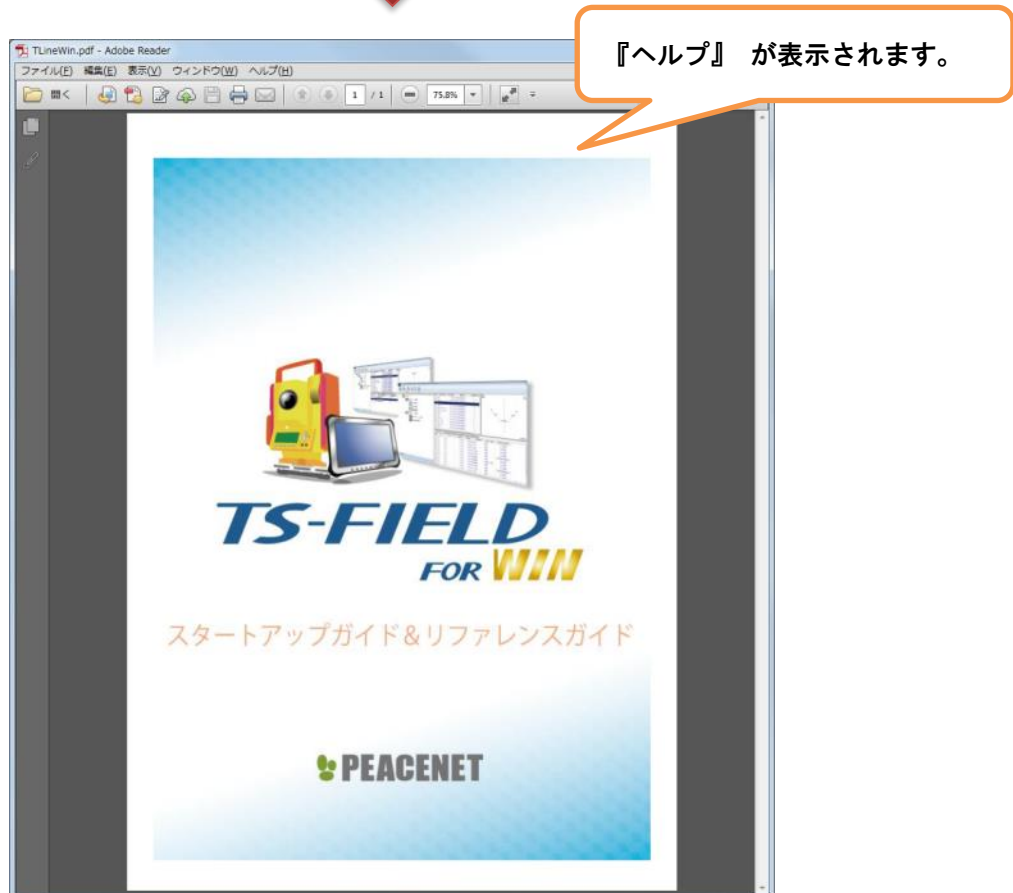 『ヘルプ』 が表示されます。
TLineWin.pdf - Adobe Reader
ファイル(F) 編集(E) 表示(V) ウィンドウ(W) ヘルプ(H)
開く 1 / 1 75.8%
TS-FIELD
FOR WIN
スタートアップガイド＆リファレンスガイド
PEACENET